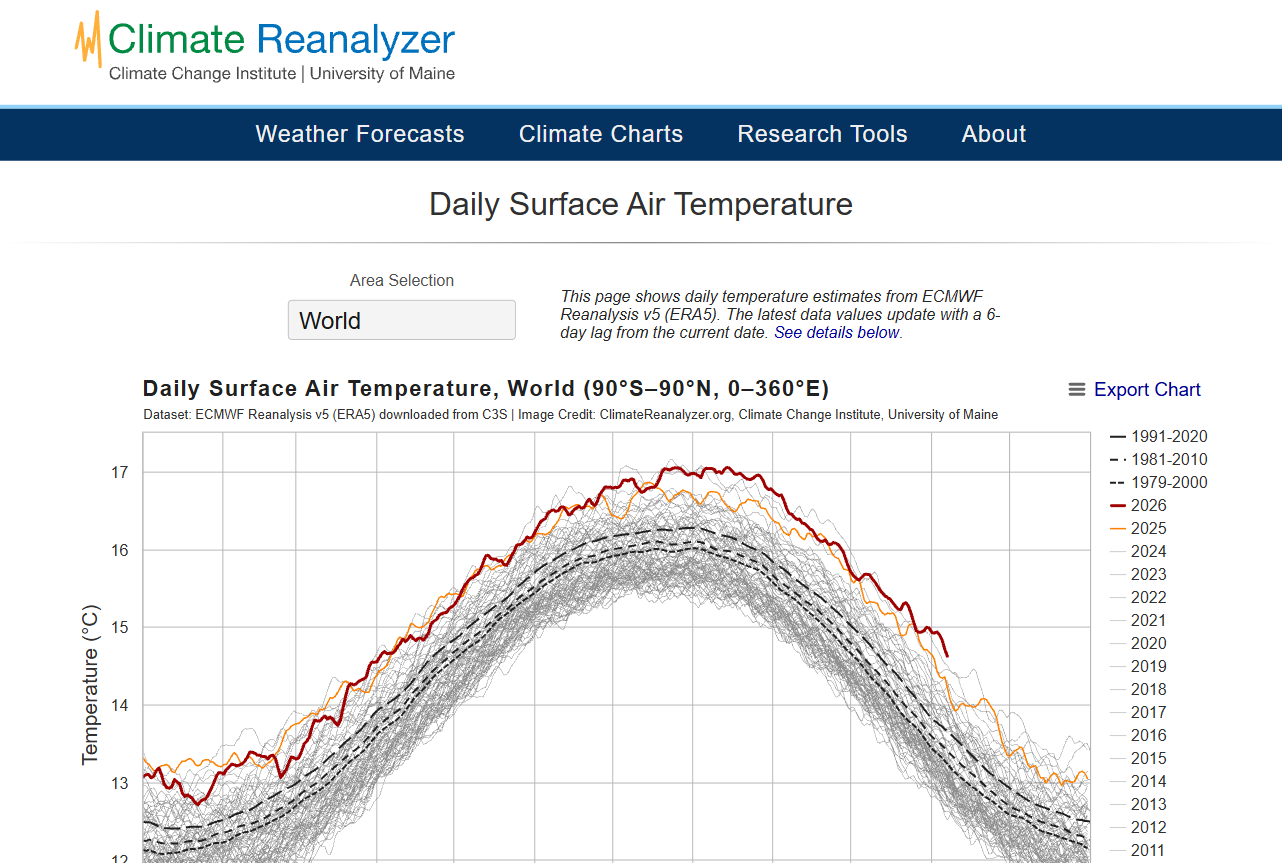 Climate Reanalyzer
Climate Change Institute | University of Maine
Weather Forecasts
Climate Charts
Research Tools
About
Daily Surface Air Temperature
Area Selection
World
This page shows daily temperature estimates from ECMWF
Reanalysis v5 (ERA5). The latest data values update with a 6-
day lag from the current date. See details below.
Daily Surface Air Temperature, World (90°S–90°N, 0–360°E)
Export Chart
Dataset: ECMWF Reanalysis v5 (ERA5) downloaded from C3S | Image Credit: ClimateReanalyzer.org, Climate Change Institute, University of Maine
Temperature (°C)
17
16
15
14
13
12
1991-2020
1981-2010
1979-2000
2026
2025
2024
2023
2022
2021
2020
2019
2018
2017
2016
2015
2014
2013
2012
2011